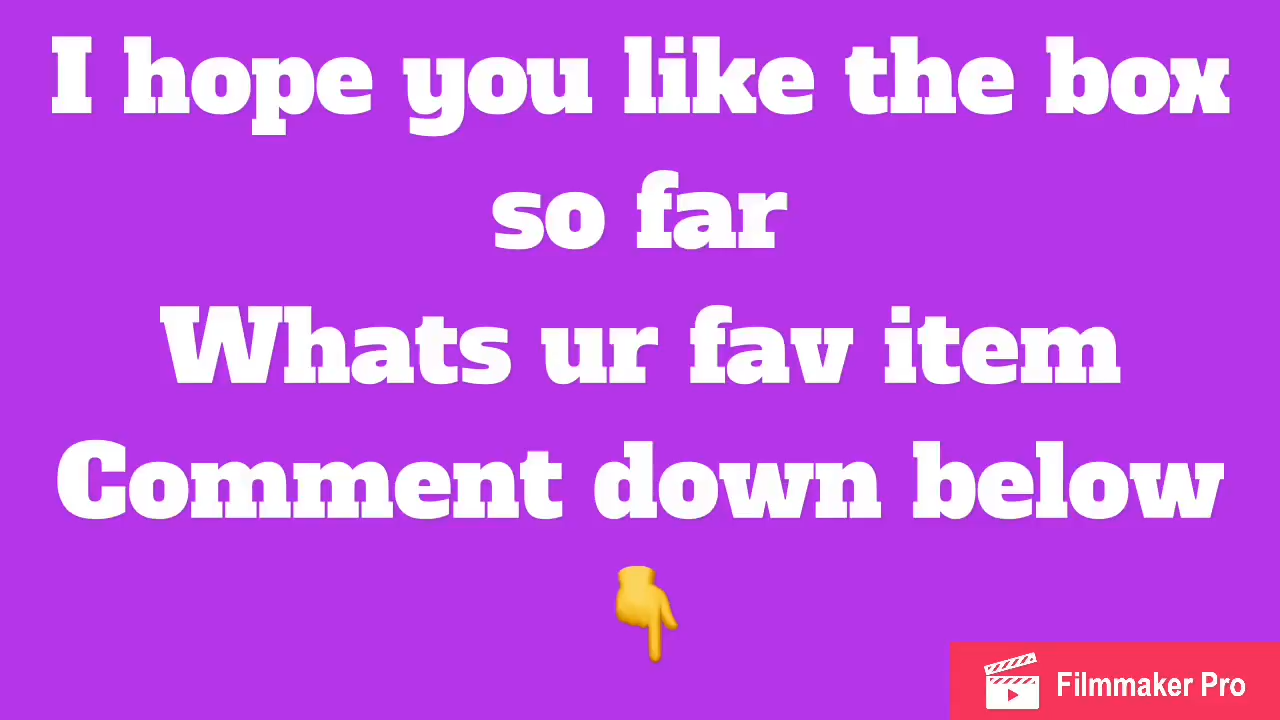 I hope you like the box
so far
Whats ur fav item
Comment down below
👇
Filmmaker Pro